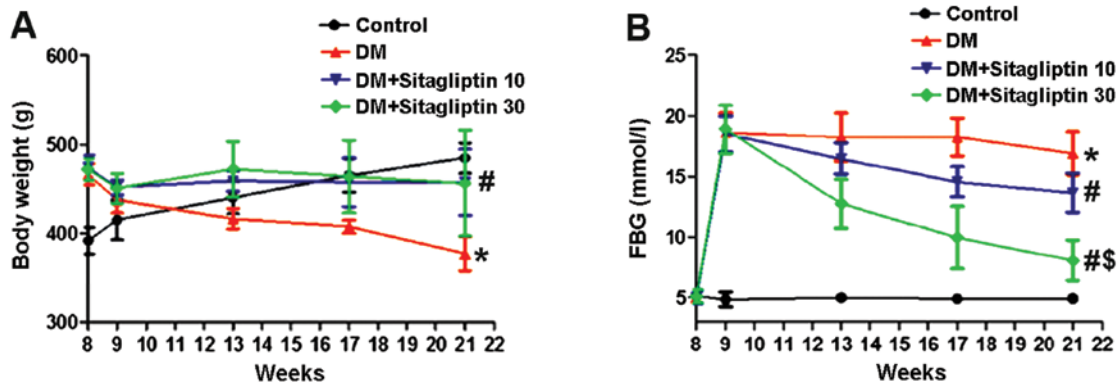 A
Control
DM
DM+Sitagliptin 10
DM+Sitagliptin 30
600
500
400
300
Body weight (g)
#
*
8 9 10 11 12 13 14 15 16 17 18 19 20 21 22
Weeks
B
Control
DM
DM+Sitagliptin 10
DM+Sitagliptin 30
25
20
15
10
5
FBG (mmol/l)
*
#
#$
8 9 10 11 12 13 14 15 16 17 18 19 20 21 22
Weeks